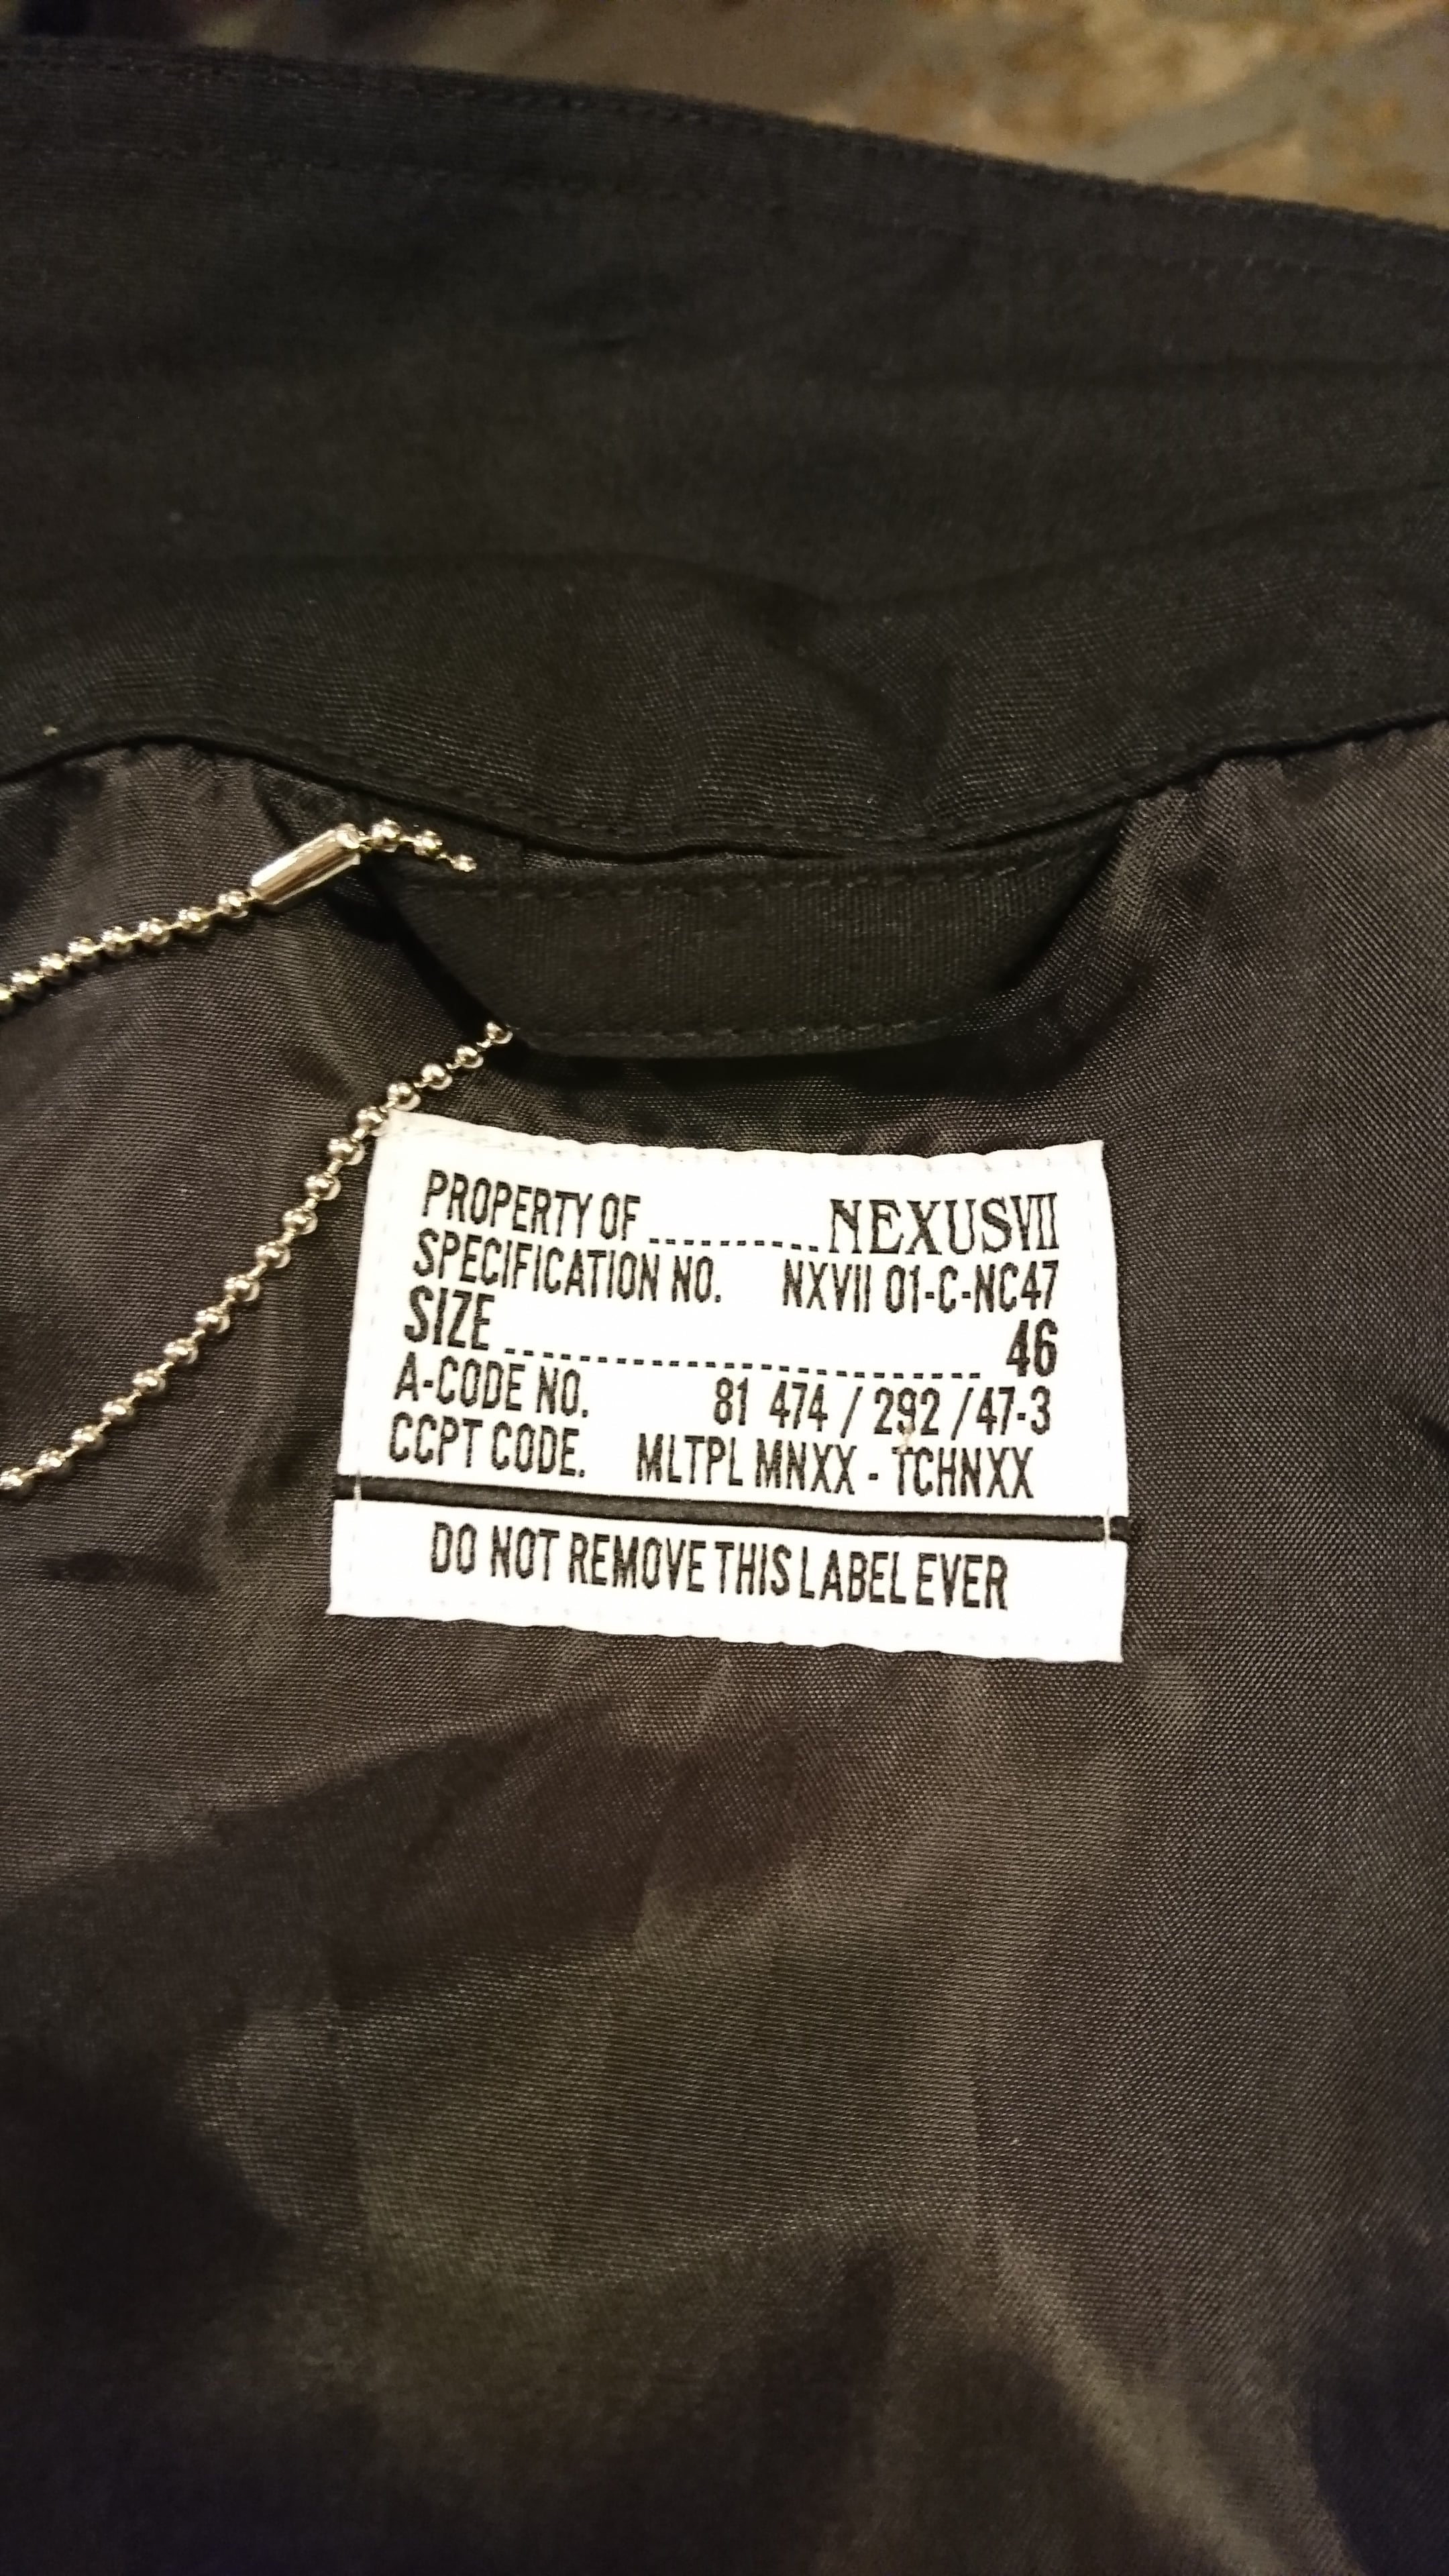 PROPERTY OF..........NEXUSVII
SPECIFICATION NO. NXVII 01-C-NC47
SIZE.........................46
A-CODE NO. 81 474 / 292 /47-3
CCPT CODE. MLTPL MNXX - TCHNXX
DO NOT REMOVE THIS LABEL EVER